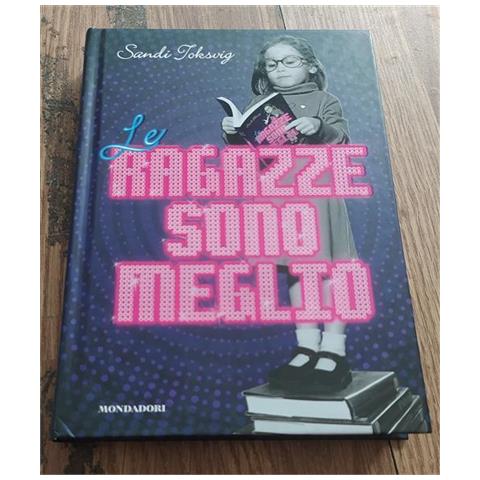 Sandi Toksvig
Le
RAGAZZE
SONO
MEGLIO
MONDADORI